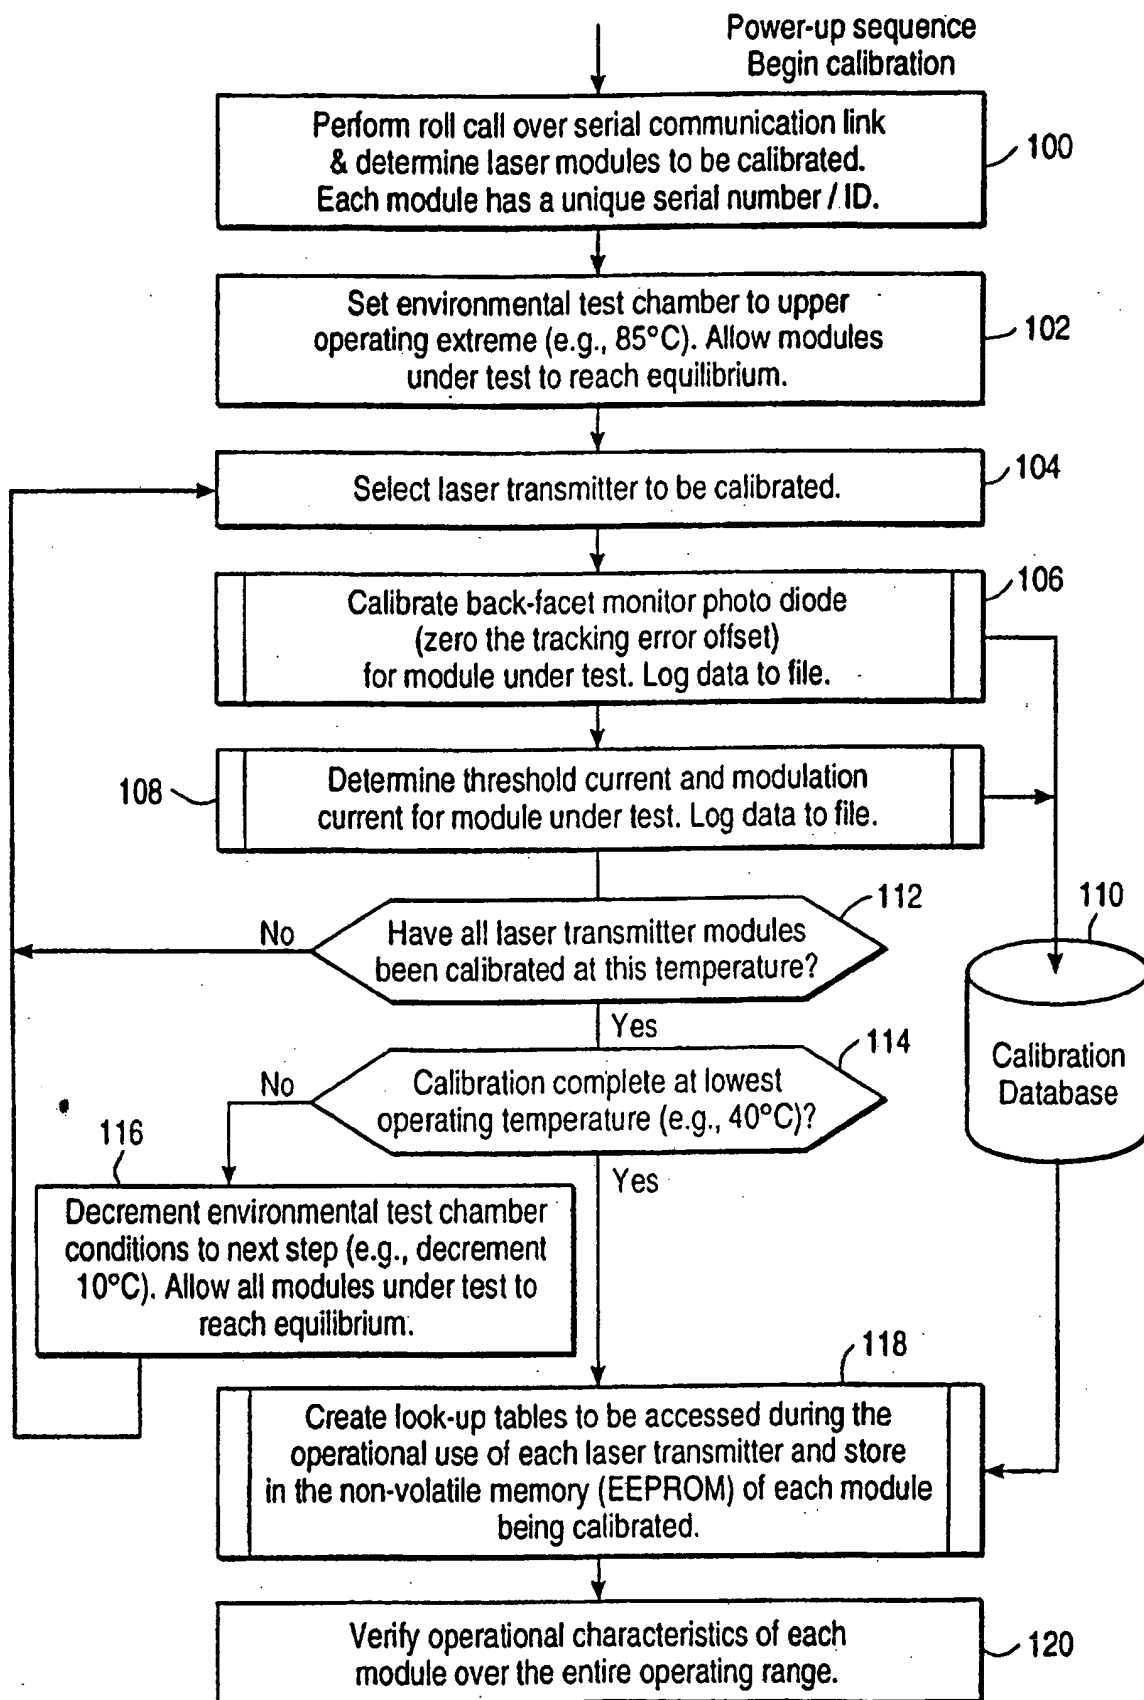 Power-up sequence
Begin calibration
Perform roll call over serial communication link
& determine laser modules to be calibrated.
Each module has a unique serial number / ID.
100
Set environmental test chamber to upper
operating extreme (e.g., 85°C). Allow modules
under test to reach equilibrium.
102
Select laser transmitter to be calibrated.
104
Calibrate back-facet monitor photo diode
(zero the tracking error offset)
for module under test. Log data to file.
106
108
Determine threshold current and modulation
current for module under test. Log data to file.
112
110
No
Have all laser transmitter modules
been calibrated at this temperature?
Yes
114
No
Calibration complete at lowest
operating temperature (e.g., 40°C)?
Calibration
Database
116
Yes
Decrement environmental test chamber
conditions to next step (e.g., decrement
10°C). Allow all modules under test to
reach equilibrium.
118
Create look-up tables to be accessed during the
operational use of each laser transmitter and store
in the non-volatile memory (EEPROM) of each module
being calibrated.
Verify operational characteristics of each
module over the entire operating range.
120